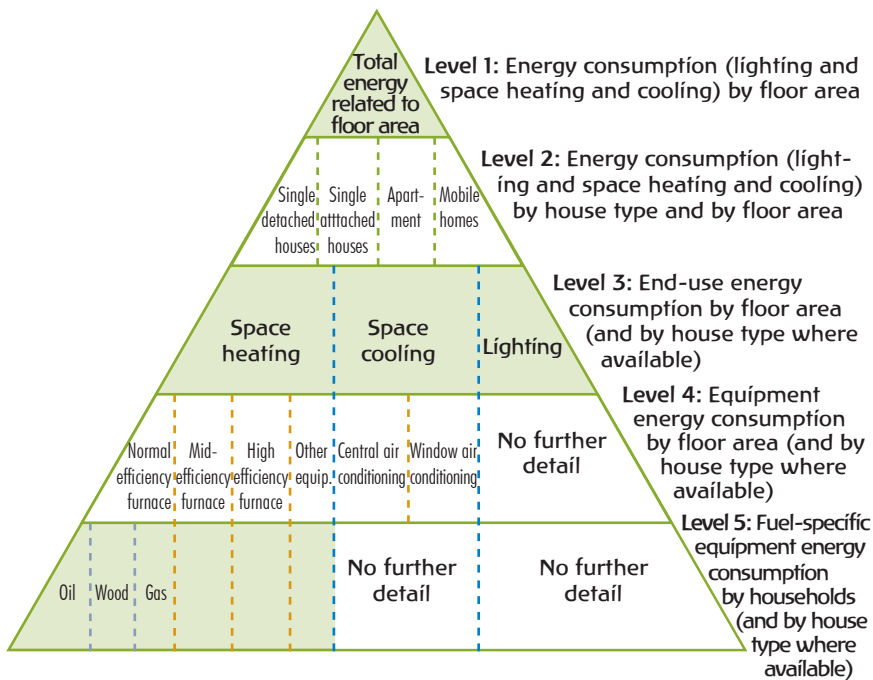 Total
energy
related to
floor area
Level 1: Energy consumption (lighting and
space heating and cooling) by floor area
Single
detached
houses
Single
atttached
houses
Apart-
ment
Mobile
homes
Level 2: Energy consumption (light-
ing and space heating and cooling)
by house type and by floor area
Space
heating
Space
cooling
Lighting
Level 3: End-use energy
consumption by floor area
(and by house type where
available)
Normal
efficiency
furnace
Mid-
efficiency
furnace
High
efficiency
furnace
Other
equip.
Central air
conditioning
Window air
conditioning
No further
detail
Level 4: Equipment
energy consumption
by floor area (and by
house type where
available)
Oil
Wood
Gas
No further
detail
No further
detail
Level 5: Fuel-specific
equipment energy
consumption
by households
(and by house
type where
available)